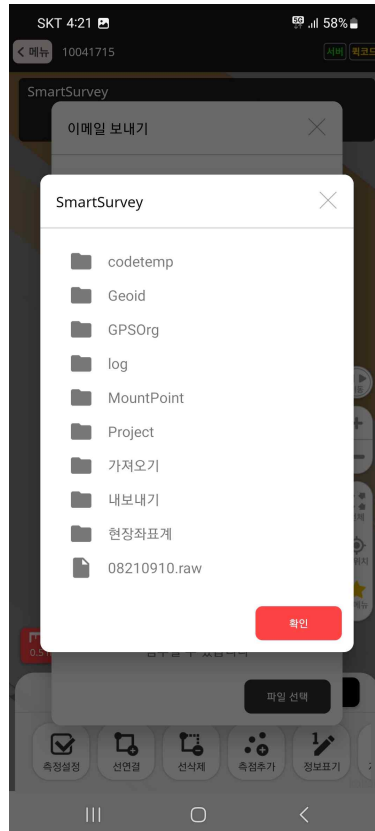 SKT 4:21 58%
메뉴 10041715 서버 퀵코드
SmartSurvey
이메일 보내기
SmartSurvey
codetemp
Geoid
GPSOrg
log
MountPoint
Project
가져오기
내보내기
현장좌표계
08210910.raw
확인
파일 선택
측정설정 선연결 선삭제 측점추가 정보표기